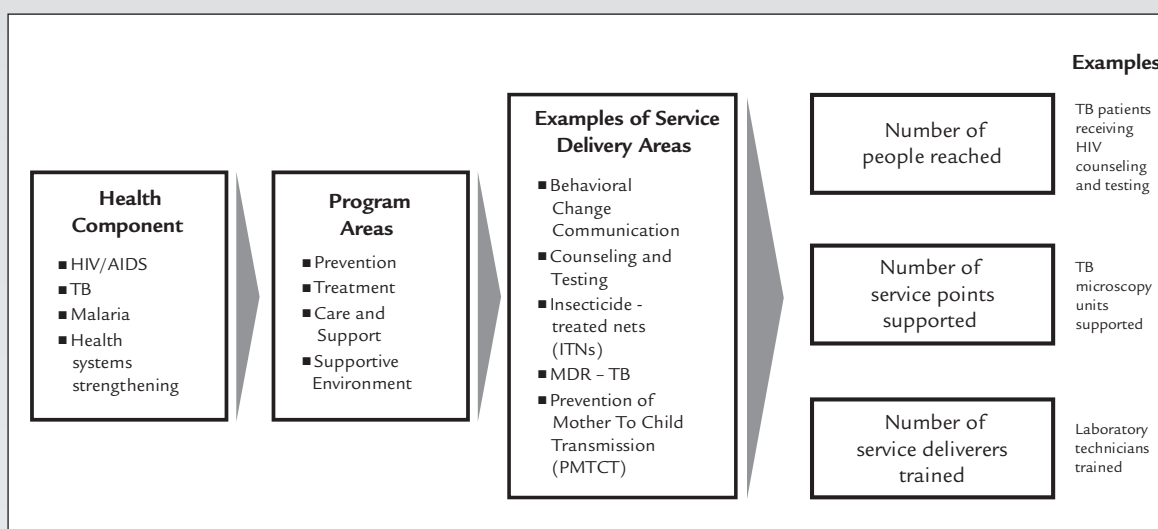 Health
Component
■ HIV/AIDS
■ TB
■ Malaria
■ Health
systems
strengthening
Program
Areas
■ Prevention
■ Treatment
■ Care and
Support
■ Supportive
Environment
Examples of Service
Delivery Areas
■ Behavioral
Change
Communication
■ Counseling and
Testing
■ Insecticide -
treated nets
(ITNs)
■ MDR – TB
■ Prevention of
Mother To Child
Transmission
(PMTCT)
Number of
people reached
Number of
service points
supported
Number of
service deliverers
trained
Examples
TB patients
receiving
HIV
counseling
and testing
TB
microscopy
units
supported
Laboratory
technicians
trained